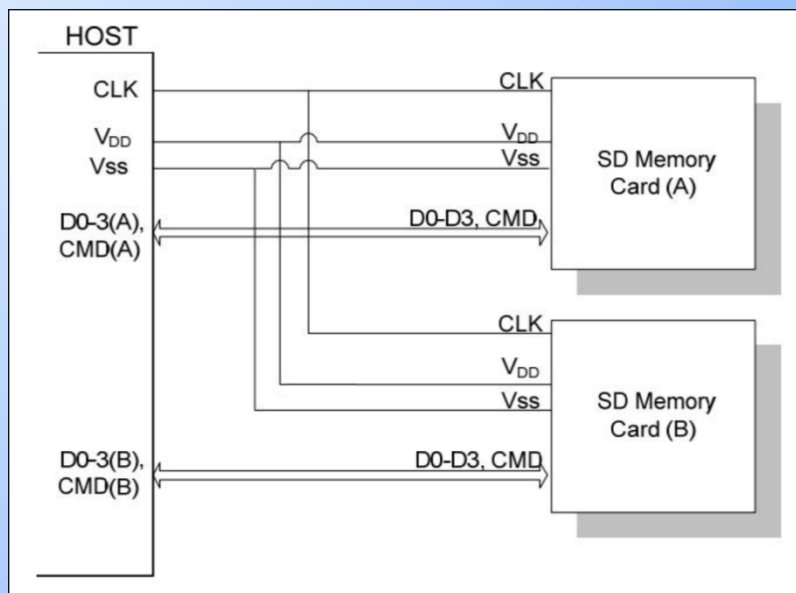 HOST
CLK
VDD
Vss
D0-3(A),
CMD(A)
D0-3(B),
CMD(B)
CLK
VDD
Vss
D0-D3, CMD
SD Memory
Card (A)
CLK
VDD
Vss
D0-D3, CMD
SD Memory
Card (B)